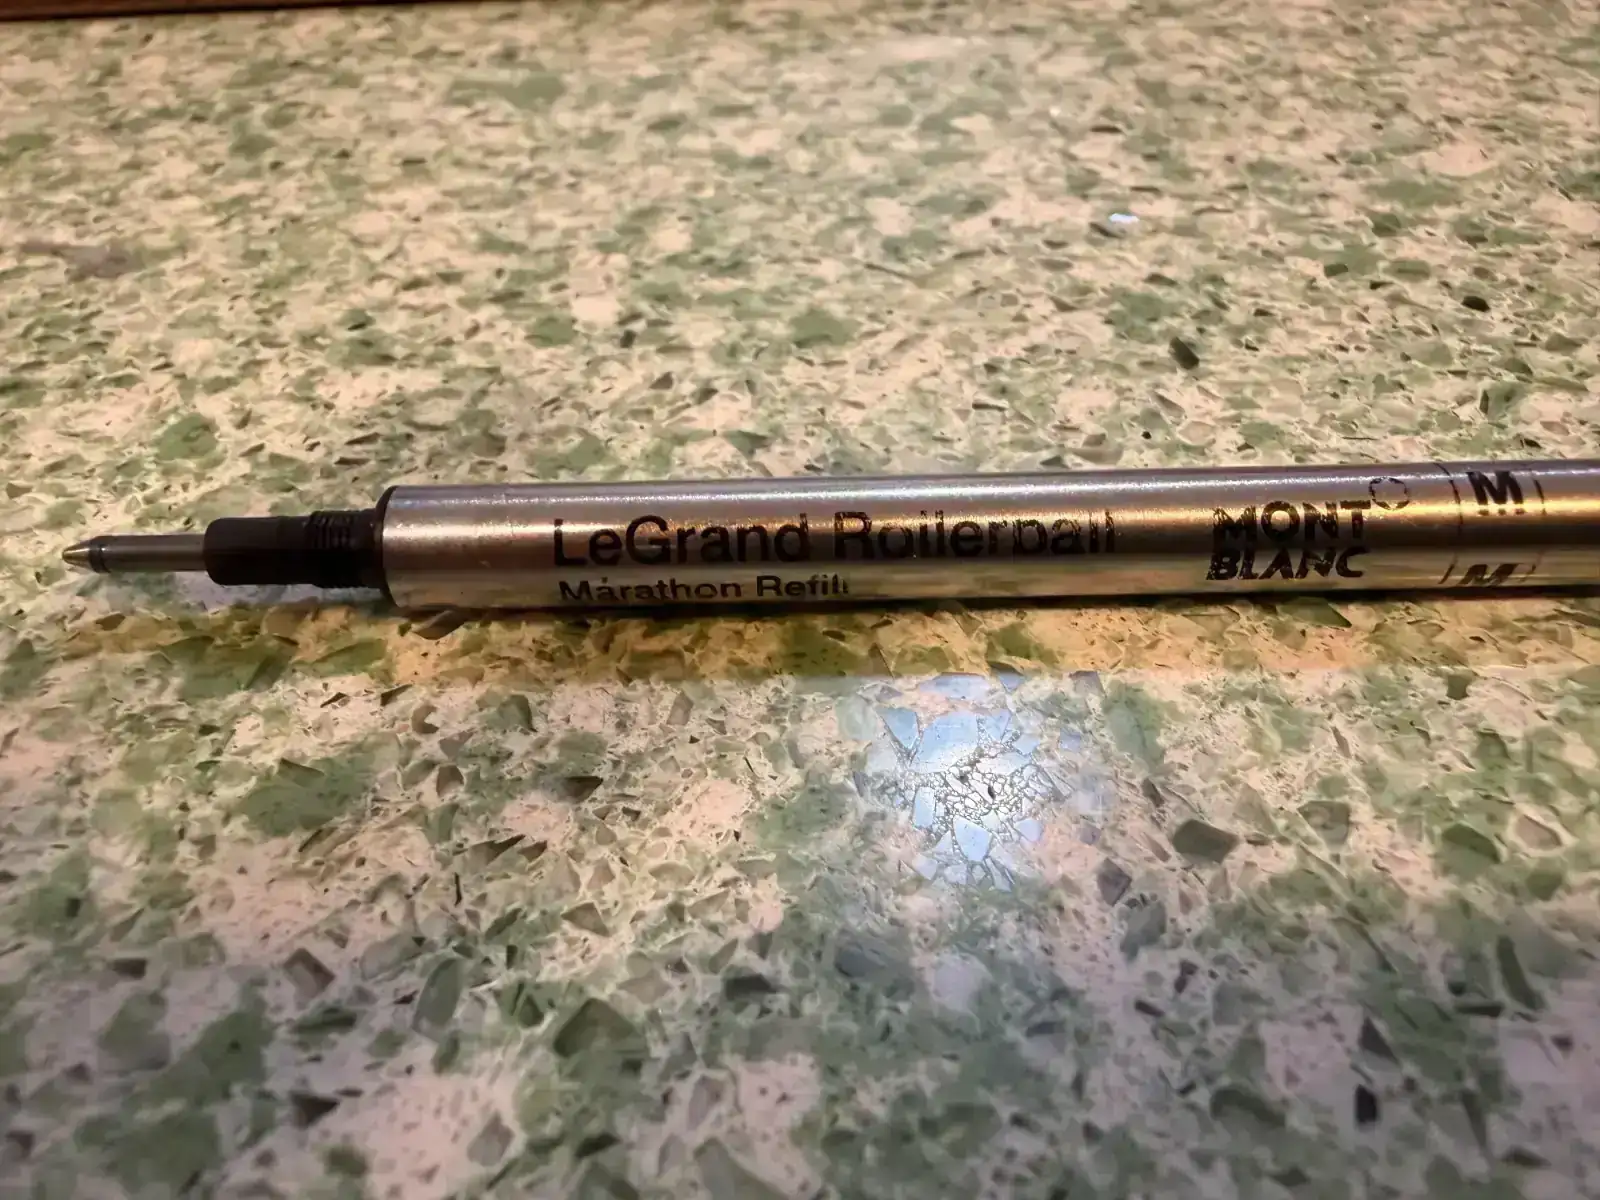 LeGrand Rollerball
Marathon Refill
MONT
BLANC
M
M